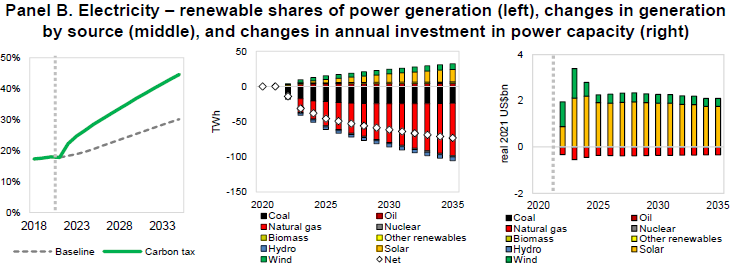 Panel B. Electricity – renewable shares of power generation (left), changes in generation
by source (middle), and changes in annual investment in power capacity (right)
50%
40%
30%
20%
10%
0%
2018 2023 2028 2033
Baseline Carbon tax
TWh
50
0
-50
-100
-150
2020 2025 2030 2035
Coal Oil
Natural gas Nuclear
Biomass Other renewables
Hydro Solar
Wind Net
real 2021 US$bn
4
2
0
-2
2020 2025 2030 2035
Coal Oil
Natural gas Nuclear
Biomass Other renewables
Hydro Solar
Wind